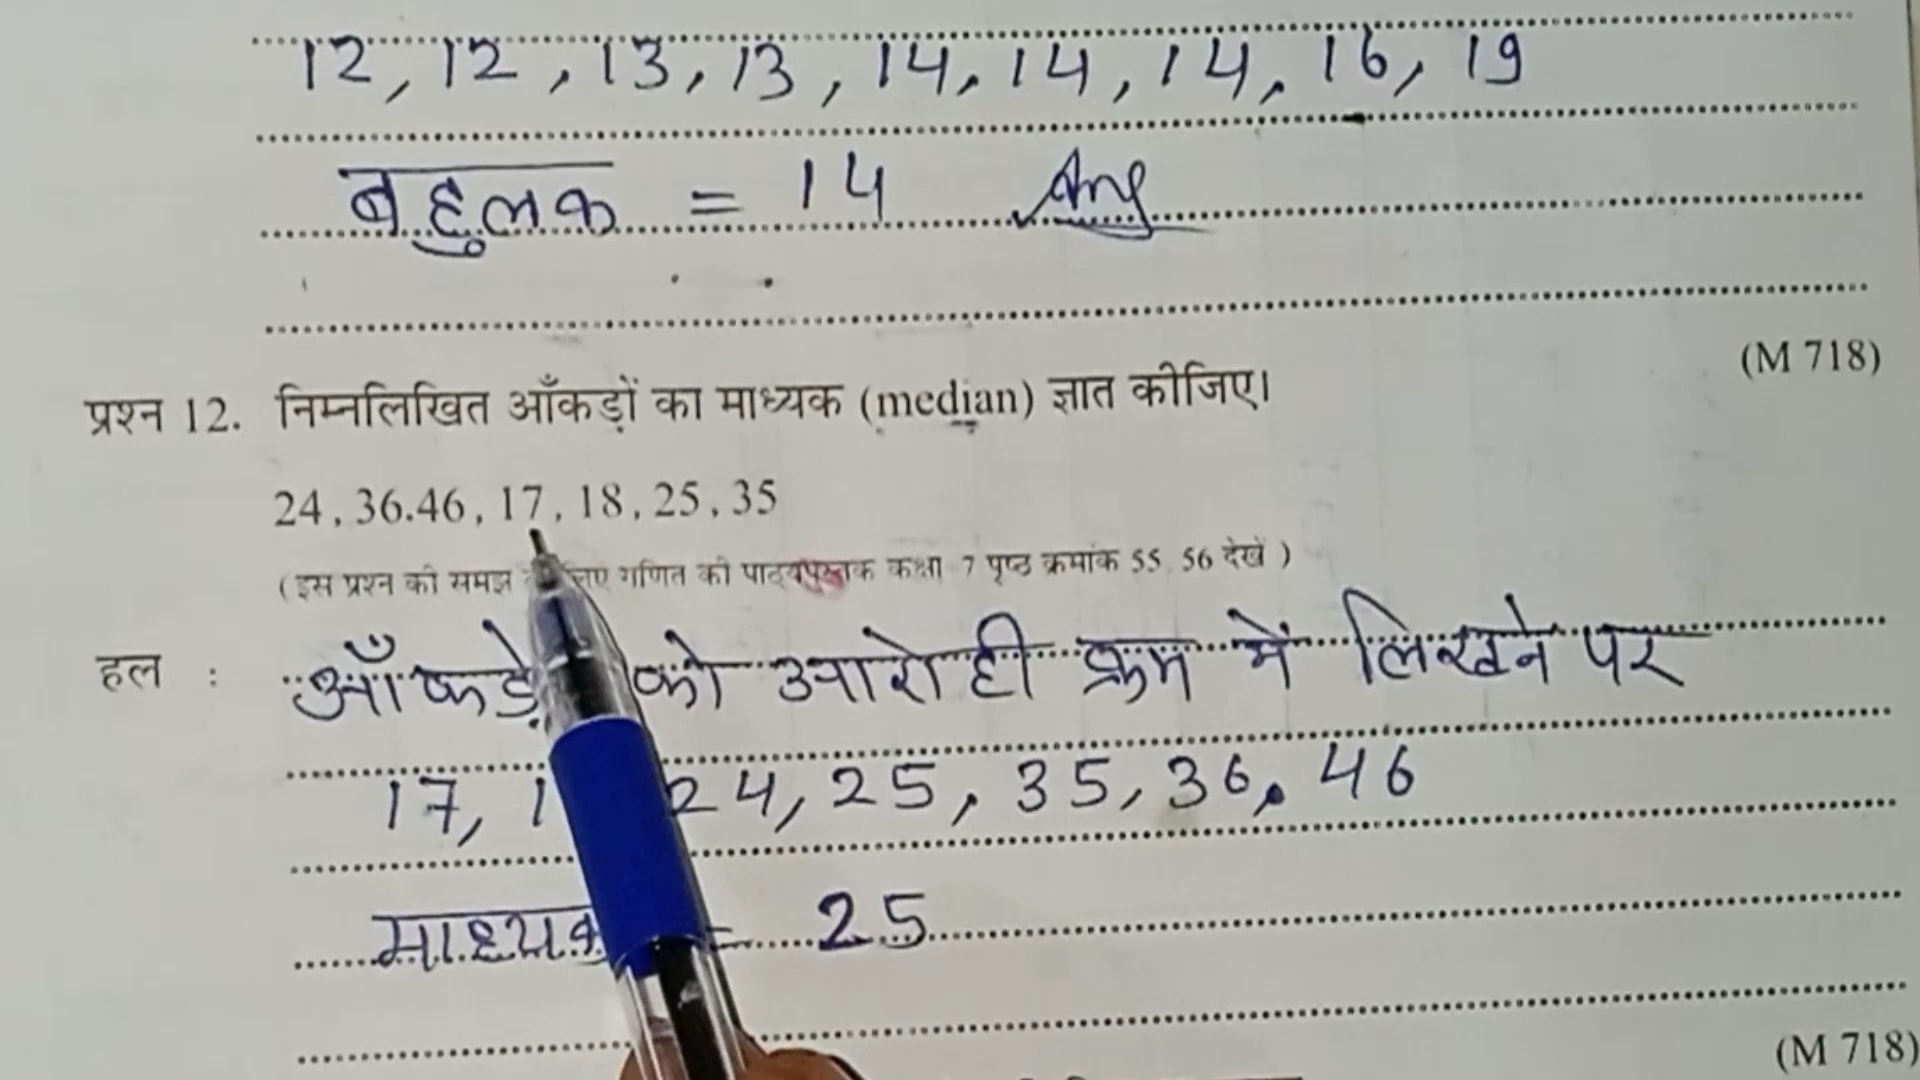 12, 12, 13, 13, 14, 14, 14, 16, 19
बहुलक = 14 Ans
(M 718)
प्रश्न 12. निम्नलिखित आँकड़ों का माध्यक (median) ज्ञात कीजिए।
24, 36.46, 17, 18, 25, 35
(इस प्रश्न को समझ लिए गणित की पाठ्यपुस्तक कक्षा 7 पृष्ठ क्रमांक 55, 56 देखें )
हल : आँकड़े को आरोही क्रम में लिखने पर
17, 24, 25, 35, 36, 46
माध्यक = 25
(M 718)